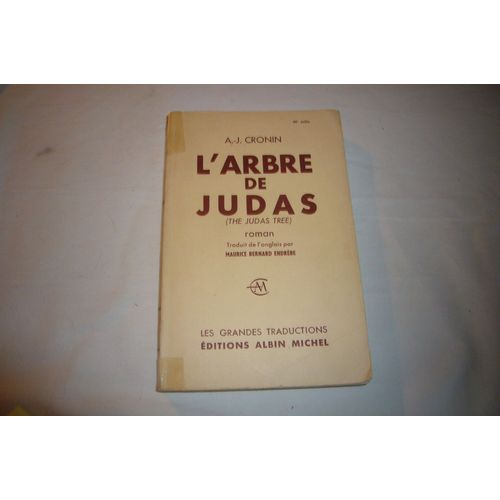 A.-J. CRONIN
L'ARBRE
DE
JUDAS
(THE JUDAS TREE)
roman
Traduit de l'anglais par
MAURICE BERNARD ENDRÈBE
LES GRANDES TRADUCTIONS
ÉDITIONS ALBIN MICHEL